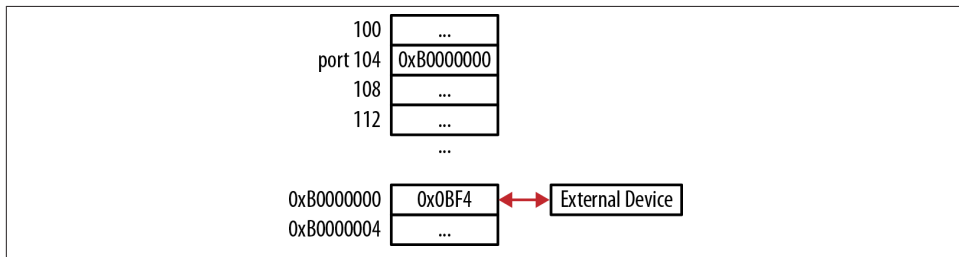 100 ...
port 104 0xB0000000
108 ...
112 ...
...
0xB0000000 0x0BF4 External Device
0xB0000004 ...